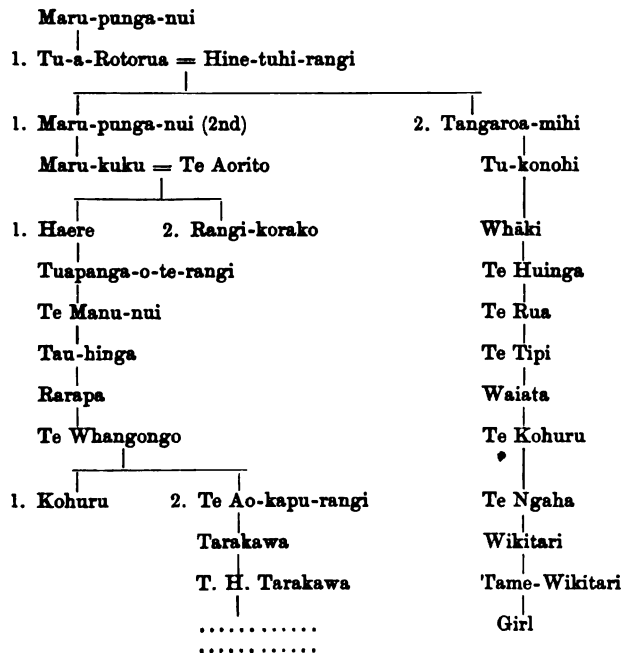 Maru-punga-nui
1. Tu-a-Rotorua = Hine-tuhi-rangi
1. Maru-punga-nui (2nd) 2. Tangaroa-mihi
Maru-kuku = Te Aorito Tu-konohi
1. Haere 2. Rangi-korako Whāki
Tuapanga-o-te-rangi Te Huinga
Te Manu-nui Te Rua
Tau-hinga Te Tipi
Rarapa Waiata
Te Whangongo Te Kohuru
1. Kohuru 2. Te Ao-kapu-rangi Te Ngaha
Tarakawa Wikitari
T. H. Tarakawa Tame-Wikitari
............ Girl
............